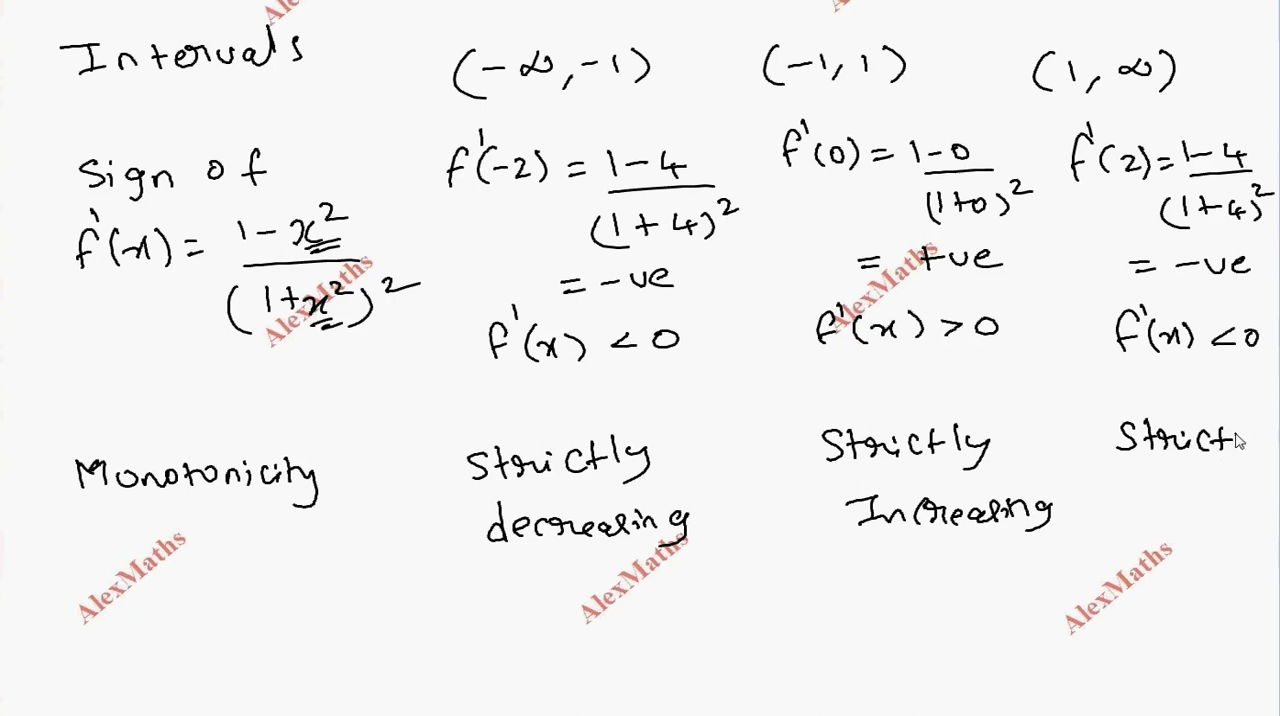 Intervals (-∞, -1) (-1, 1) (1, ∞)
Sign of f'(-2) = 1-4/(1+4)² f'(0) = 1-0/(1+0)² f'(2) = 1-4/(1+4)²
f'(x) = 1-x²/(1+x²)² = -ve = +ve = -ve
f'(x) < 0 f'(x) > 0 f'(x) < 0
Monotonicity Strictly Strictly Strict
decreasing Increasing
AlexMaths
AlexMaths
AlexMaths
AlexMaths
AlexMaths